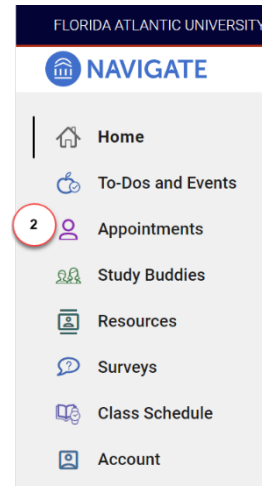 FLORIDA ATLANTIC UNIVERSITY
NAVIGATE
Home
To-Dos and Events
2
Appointments
Study Buddies
Resources
Surveys
Class Schedule
Account